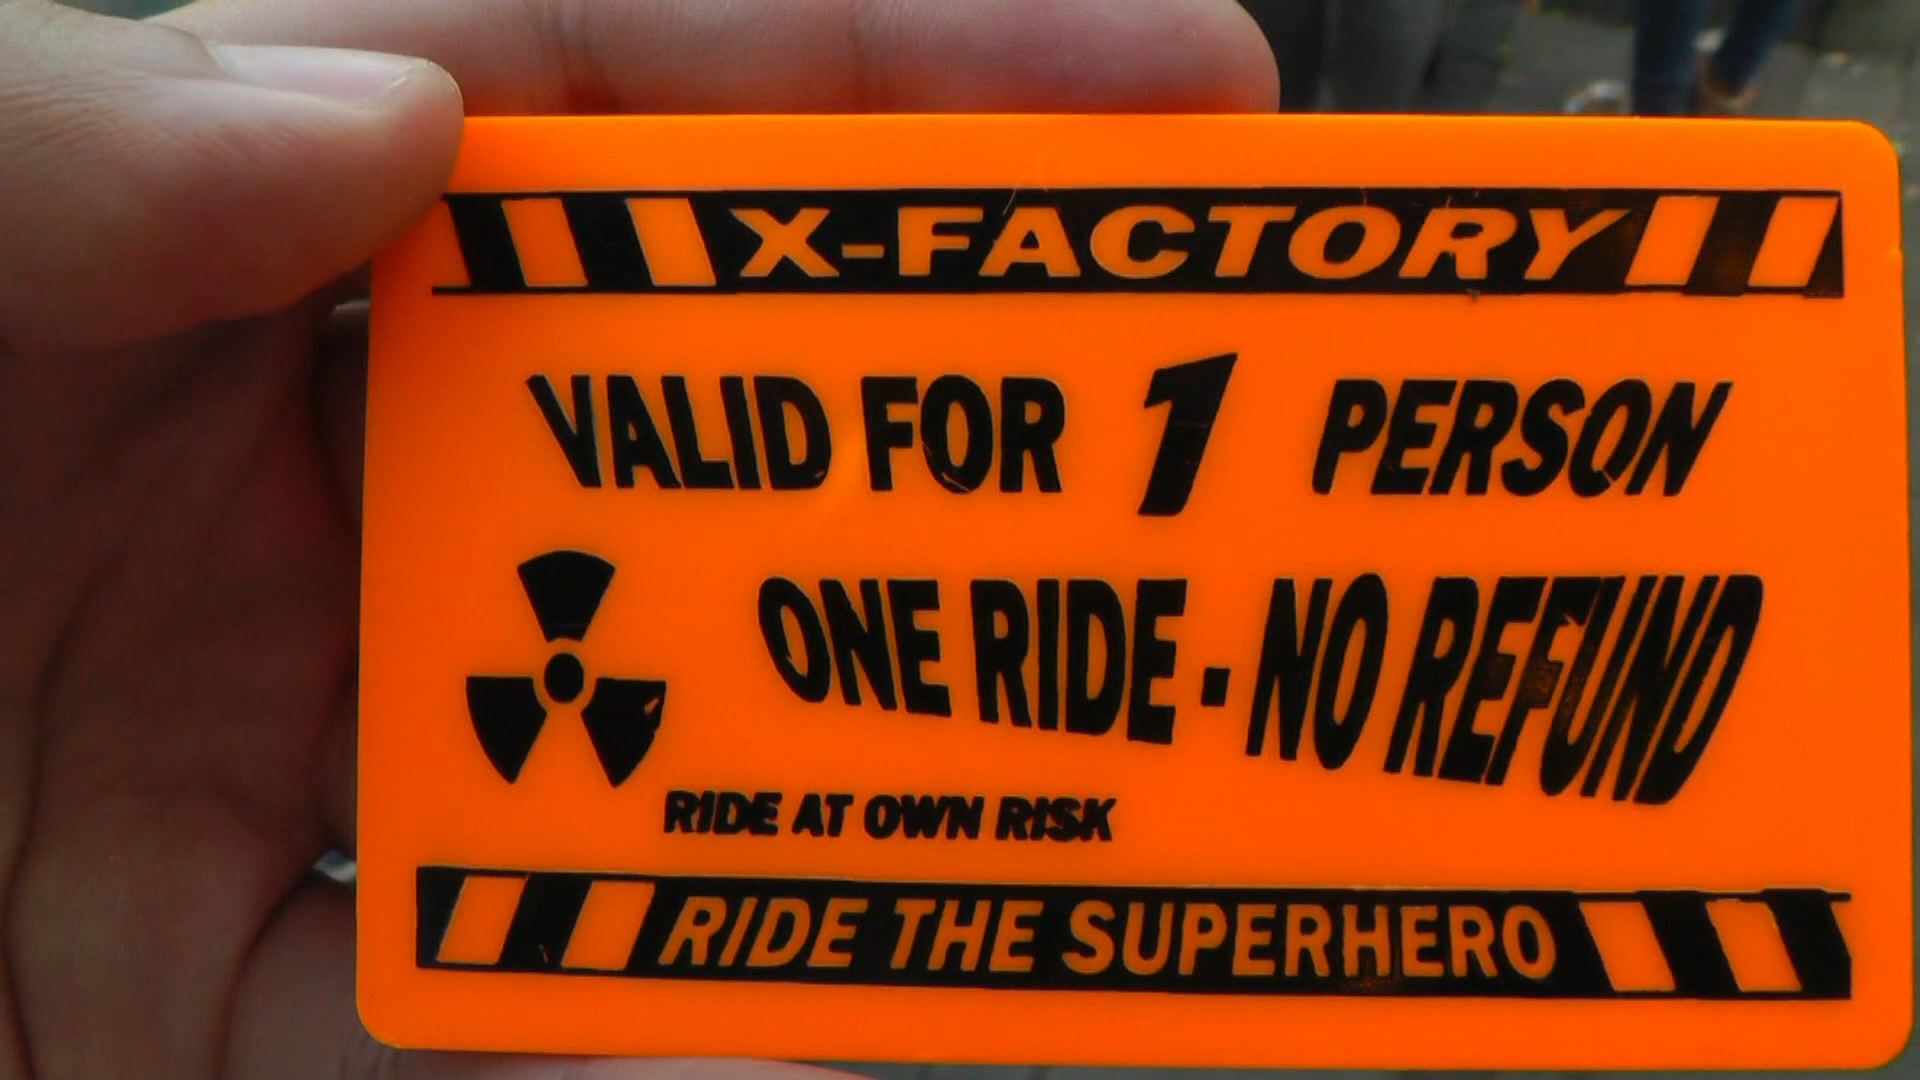 X-FACTORY
VALID FOR 1 PERSON
ONE RIDE - NO REFUND
RIDE AT OWN RISK
RIDE THE SUPERHERO